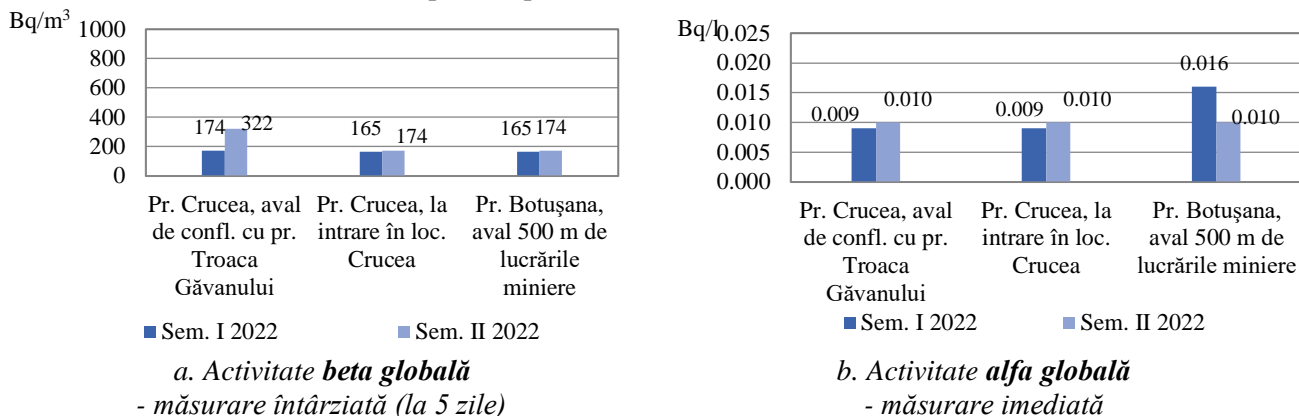 Bq/m³
1000
800
600
400
200
0
174
322
165
174
165
174
Pr. Crucea, aval
de confl. cu pr.
Troaca
Găvanului
Pr. Crucea, la
intrare în loc.
Crucea
Pr. Botuşana,
aval 500 m de
lucrările
miniere
Sem. I 2022
Sem. II 2022
a. Activitate beta globală
- măsurare întârziată (la 5 zile)
Bq/l
0.025
0.020
0.015
0.010
0.005
0.000
0.009
0.010
0.009
0.010
0.016
0.010
Pr. Crucea, aval
de confl. cu pr.
Troaca
Găvanului
Pr. Crucea, la
intrare în loc.
Crucea
Pr. Botuşana,
aval 500 m de
lucrările miniere
Sem. I 2022
Sem. II 2022
b. Activitate alfa globală
- măsurare imediată